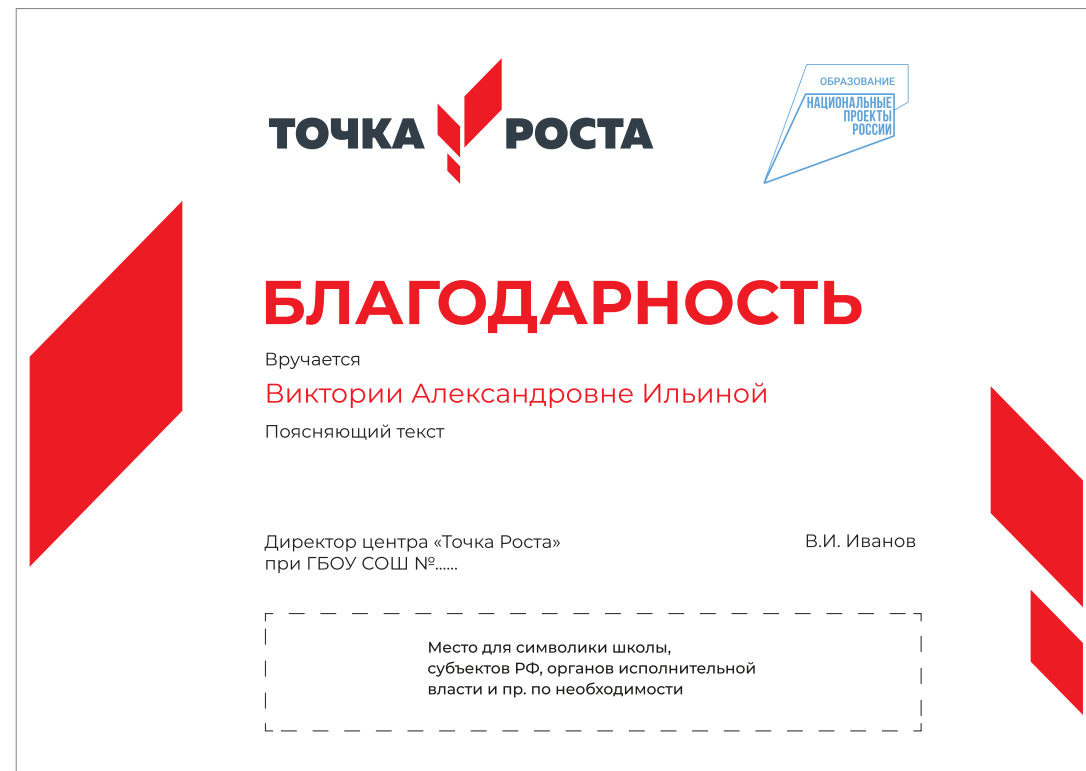 ТОЧКА РОСТА
ОБРАЗОВАНИЕ
НАЦИОНАЛЬНЫЕ
ПРОЕКТЫ
РОССИИ
БЛАГОДАРНОСТЬ
Вручается
Виктории Александровне Ильиной
Поясняющий текст
Директор центра «Точка Роста»
при ГБОУ СОШ №......
В.И. Иванов
Место для символики школы,
субъектов РФ, органов исполнительной
власти и пр. по необходимости